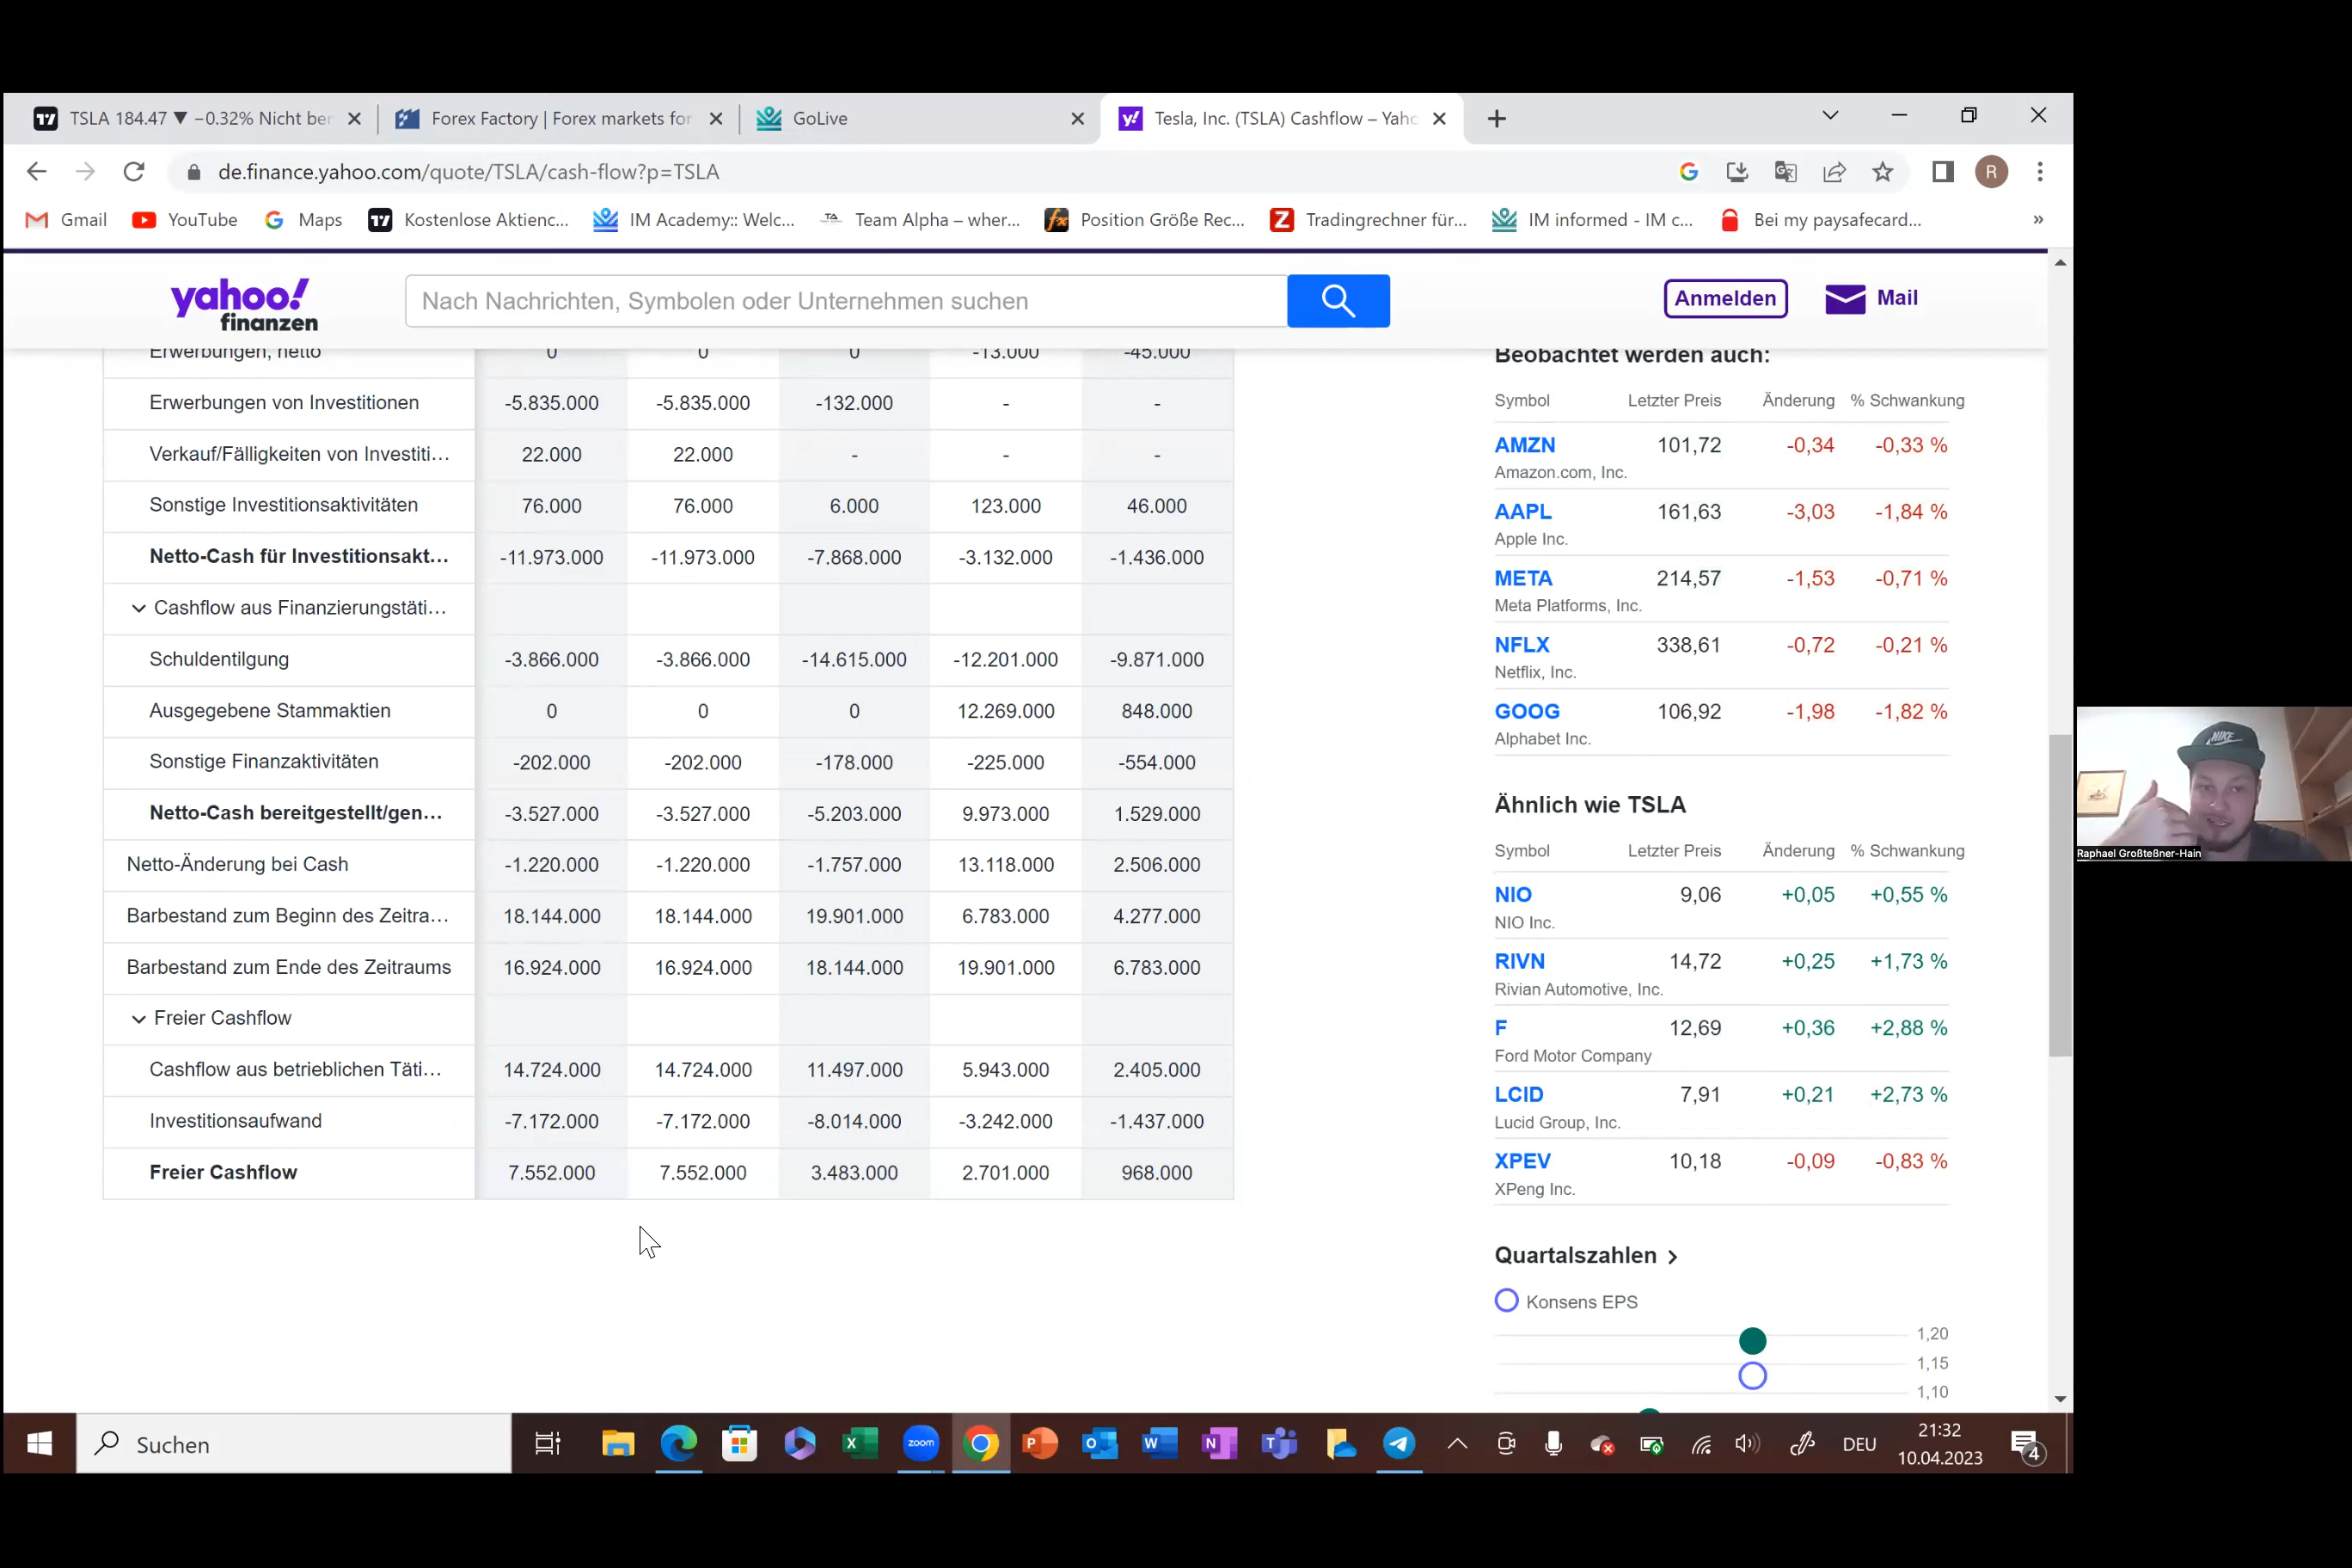 TSLA 184.47 ▼ −0.32% Nicht ber
Forex Factory | Forex markets for
GoLive
Tesla, Inc. (TSLA) Cashflow – Yaho
de.finance.yahoo.com/quote/TSLA/cash-flow?p=TSLA
R
Gmail YouTube Maps Kostenlose Aktienc... IM Academy:: Welc... Team Alpha – wher... Position Größe Rec... Tradingrechner für... IM informed - IM c... Bei my paysafecard... »
yahoo!
finanzen
Nach Nachrichten, Symbolen oder Unternehmen suchen
Anmelden
Mail
Erwerbungen, netto 0 0 0 -13.000 -45.000
Erwerbungen von Investitionen -5.835.000 -5.835.000 -132.000 - -
Verkauf/Fälligkeiten von Investiti... 22.000 22.000 - - -
Sonstige Investitionsaktivitäten 76.000 76.000 6.000 123.000 46.000
Netto-Cash für Investitionsakt... -11.973.000 -11.973.000 -7.868.000 -3.132.000 -1.436.000
Cashflow aus Finanzierungstäti...
Schuldentilgung -3.866.000 -3.866.000 -14.615.000 -12.201.000 -9.871.000
Ausgegebene Stammaktien 0 0 0 12.269.000 848.000
Sonstige Finanzaktivitäten -202.000 -202.000 -178.000 -225.000 -554.000
Netto-Cash bereitgestellt/gen... -3.527.000 -3.527.000 -5.203.000 9.973.000 1.529.000
Netto-Änderung bei Cash -1.220.000 -1.220.000 -1.757.000 13.118.000 2.506.000
Barbestand zum Beginn des Zeitra... 18.144.000 18.144.000 19.901.000 6.783.000 4.277.000
Barbestand zum Ende des Zeitraums 16.924.000 16.924.000 18.144.000 19.901.000 6.783.000
Freier Cashflow
Cashflow aus betrieblichen Täti... 14.724.000 14.724.000 11.497.000 5.943.000 2.405.000
Investitionsaufwand -7.172.000 -7.172.000 -8.014.000 -3.242.000 -1.437.000
Freier Cashflow 7.552.000 7.552.000 3.483.000 2.701.000 968.000
Beobachtet werden auch:
Symbol Letzter Preis Änderung % Schwankung
AMZN 101,72 -0,34 -0,33 %
Amazon.com, Inc.
AAPL 161,63 -3,03 -1,84 %
Apple Inc.
META 214,57 -1,53 -0,71 %
Meta Platforms, Inc.
NFLX 338,61 -0,72 -0,21 %
Netflix, Inc.
GOOG 106,92 -1,98 -1,82 %
Alphabet Inc.
Ähnlich wie TSLA
Symbol Letzter Preis Änderung % Schwankung
NIO 9,06 +0,05 +0,55 %
NIO Inc.
RIVN 14,72 +0,25 +1,73 %
Rivian Automotive, Inc.
F 12,69 +0,36 +2,88 %
Ford Motor Company
LCID 7,91 +0,21 +2,73 %
Lucid Group, Inc.
XPEV 10,18 -0,09 -0,83 %
XPeng Inc.
Quartalszahlen
Konsens EPS
1,20
1,15
1,10
NIKE
Raphael Großteßner-Hain
Suchen
zoom
DEU
21:32
10.04.2023
4